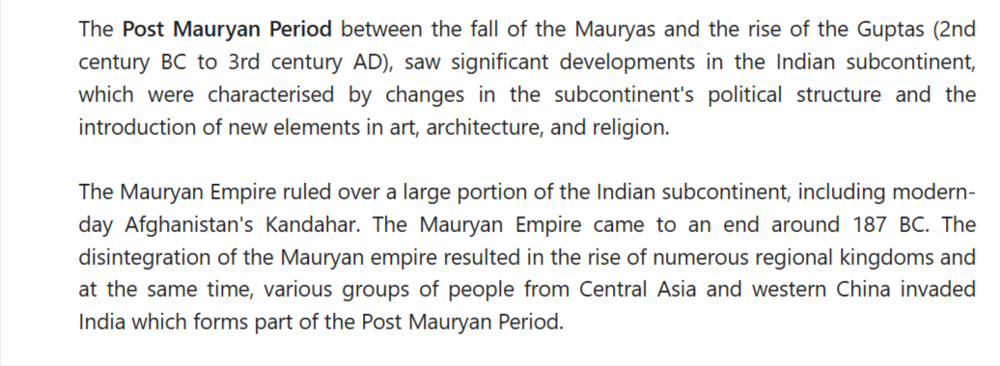 The Post Mauryan Period between the fall of the Mauryas and the rise of the Guptas (2nd
century BC to 3rd century AD), saw significant developments in the Indian subcontinent,
which were characterised by changes in the subcontinent's political structure and the
introduction of new elements in art, architecture, and religion.
The Mauryan Empire ruled over a large portion of the Indian subcontinent, including modern-
day Afghanistan's Kandahar. The Mauryan Empire came to an end around 187 BC. The
disintegration of the Mauryan empire resulted in the rise of numerous regional kingdoms and
at the same time, various groups of people from Central Asia and western China invaded
India which forms part of the Post Mauryan Period.